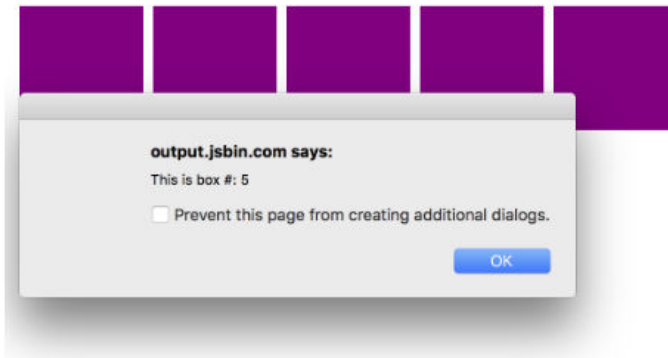 output.jsbin.com says:
This is box #: 5
Prevent this page from creating additional dialogs.
OK